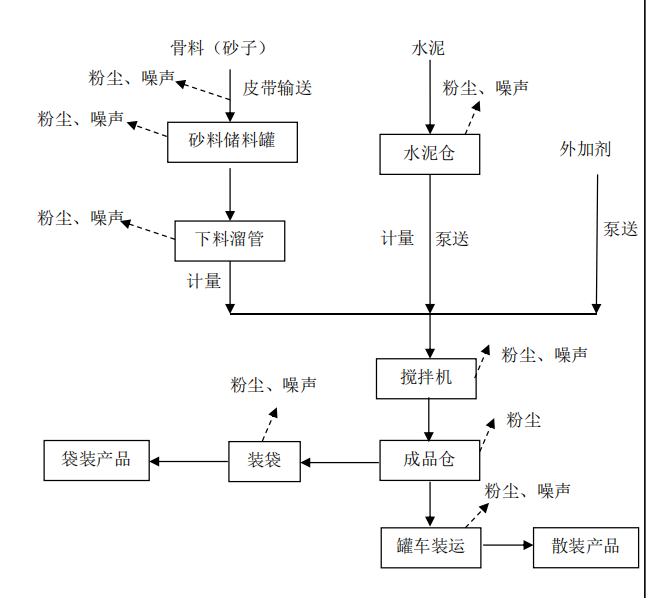 骨料（砂子）
水泥
粉尘、噪声
皮带输送
粉尘、噪声
粉尘、噪声
砂料储料罐
水泥仓
外加剂
粉尘、噪声
下料溜管
计量
泵送
泵送
计量
搅拌机
粉尘、噪声
粉尘、噪声
粉尘
袋装产品
装袋
成品仓
粉尘、噪声
罐车装运
散装产品